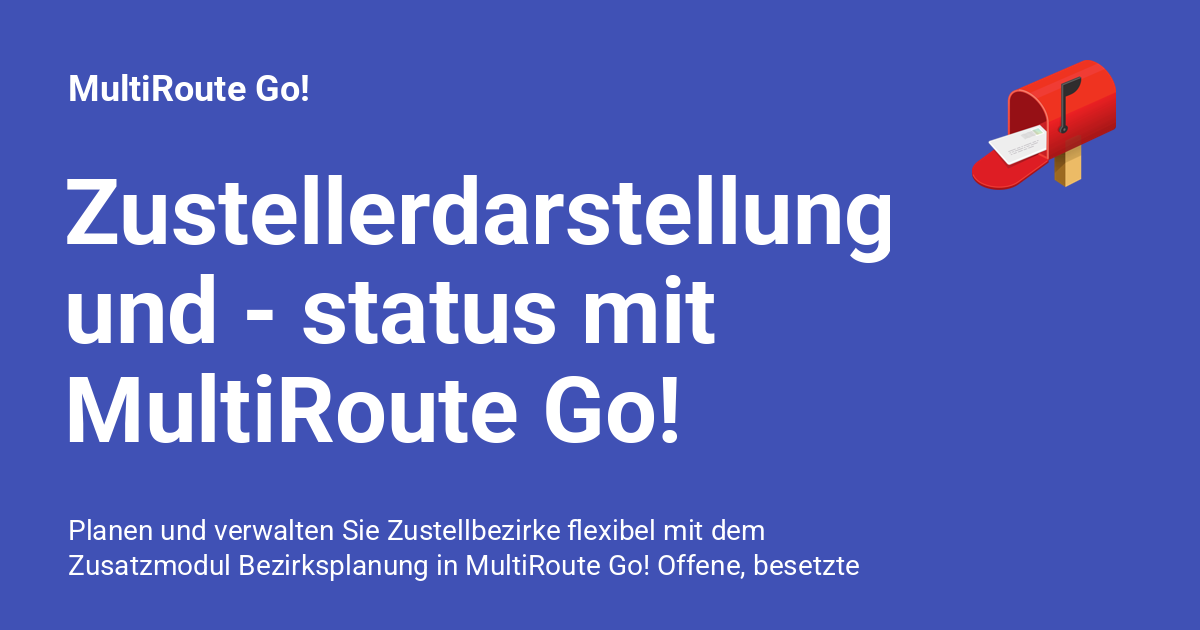 MultiRoute Go!
Zustellerdarstellung
und - status mit
MultiRoute Go!
Planen und verwalten Sie Zustellbezirke flexibel mit dem
Zusatzmodul Bezirksplanung in MultiRoute Go! Offene, besetzte